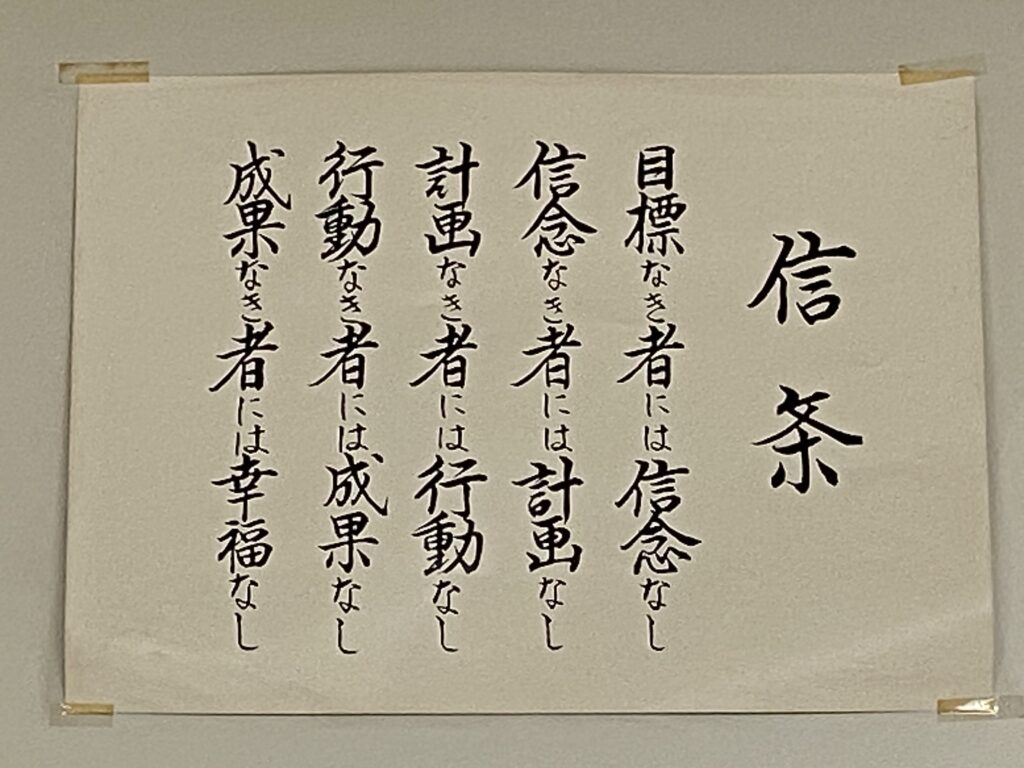 信条
目標なき者には信念なし
信念なき者には計画なし
計画なき者には行動なし
行動なき者には成果なし
成果なき者には幸福なし